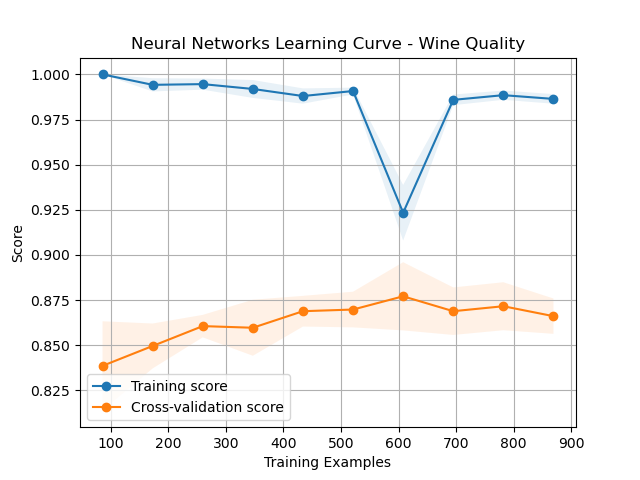 Neural Networks Learning Curve - Wine Quality
1.000
0.975
0.950
0.925
0.900
0.875
0.850
0.825
Score
Training score
Cross-validation score
100 200 300 400 500 600 700 800 900
Training Examples